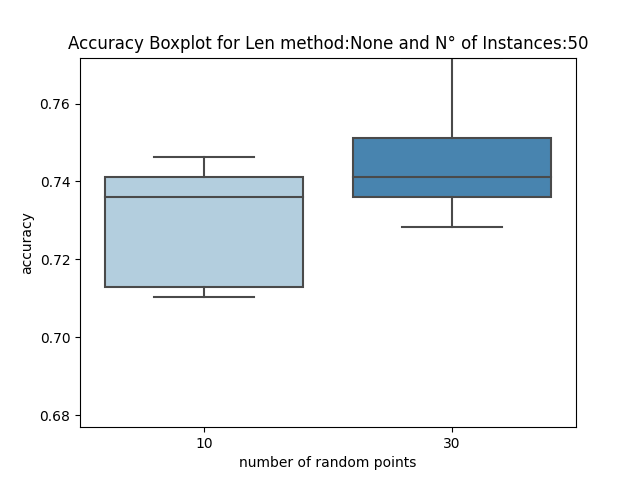 Accuracy Boxplot for Len method:None and N° of Instances:50
0.76
0.74
0.72
0.70
0.68
accuracy
10
30
number of random points